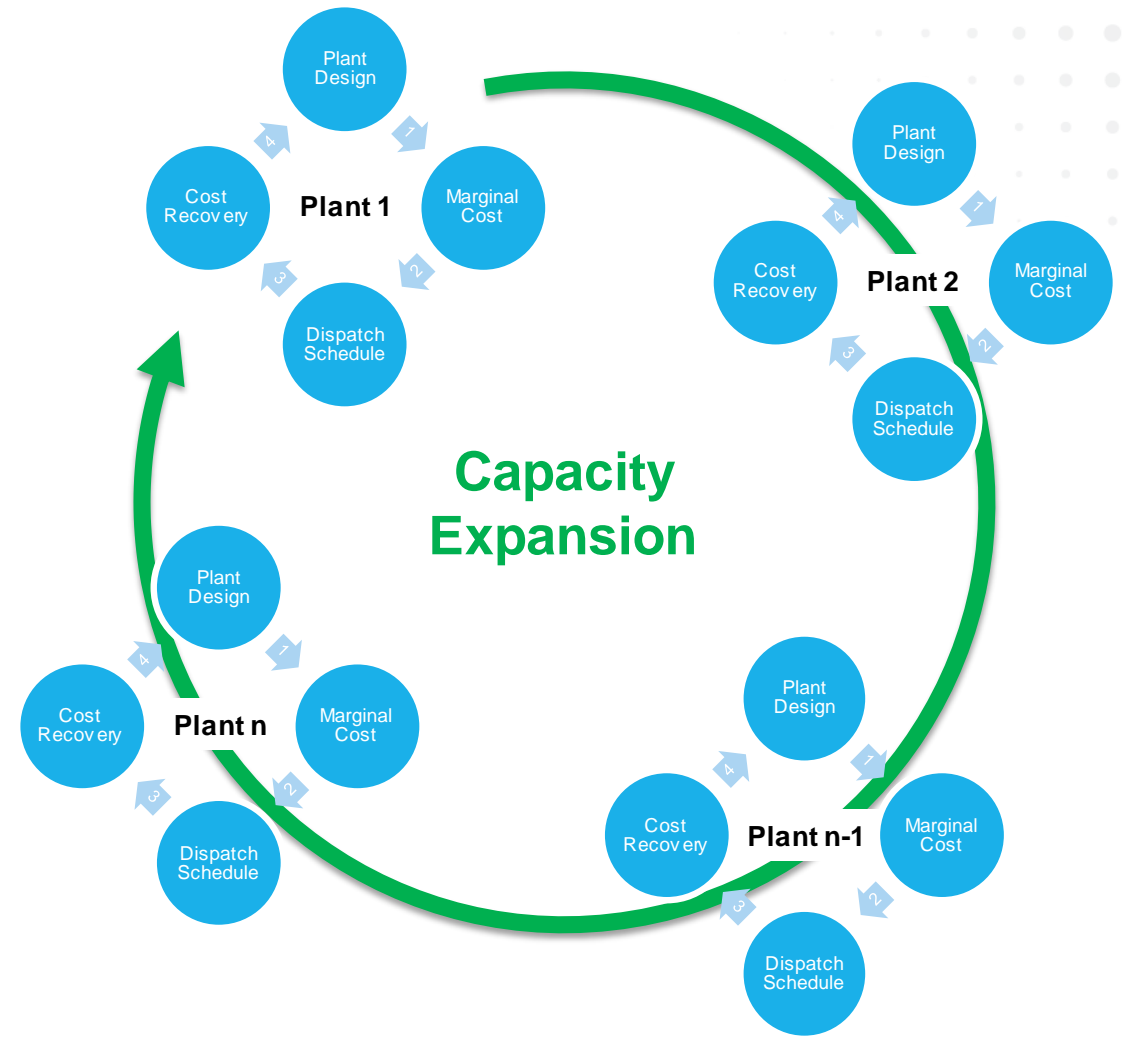 Plant
Design
1
Marginal
Cost
2
Dispatch
Schedule
3
Cost
Recovery
4
Plant 1
Plant
Design
1
Marginal
Cost
2
Dispatch
Schedule
3
Cost
Recovery
4
Plant 2
Capacity
Expansion
Plant
Design
1
Marginal
Cost
2
Dispatch
Schedule
3
Cost
Recovery
4
Plant n-1
Plant
Design
1
Marginal
Cost
2
Dispatch
Schedule
3
Cost
Recovery
4
Plant n